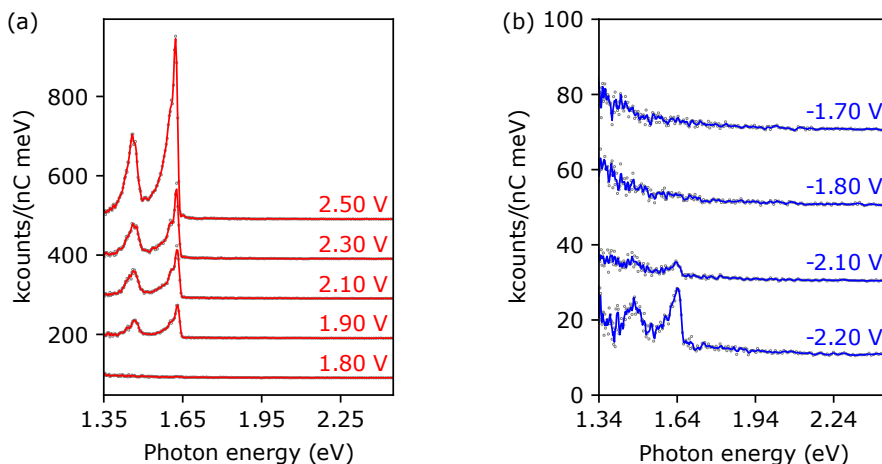 (a)
kcounts/(nC meV)
800
600
400
200
2.50 V
2.30 V
2.10 V
1.90 V
1.80 V
1.35 1.65 1.95 2.25
Photon energy (eV)
(b)
kcounts/(nC meV)
100
80
60
40
20
0
-1.70 V
-1.80 V
-2.10 V
-2.20 V
1.34 1.64 1.94 2.24
Photon energy (eV)